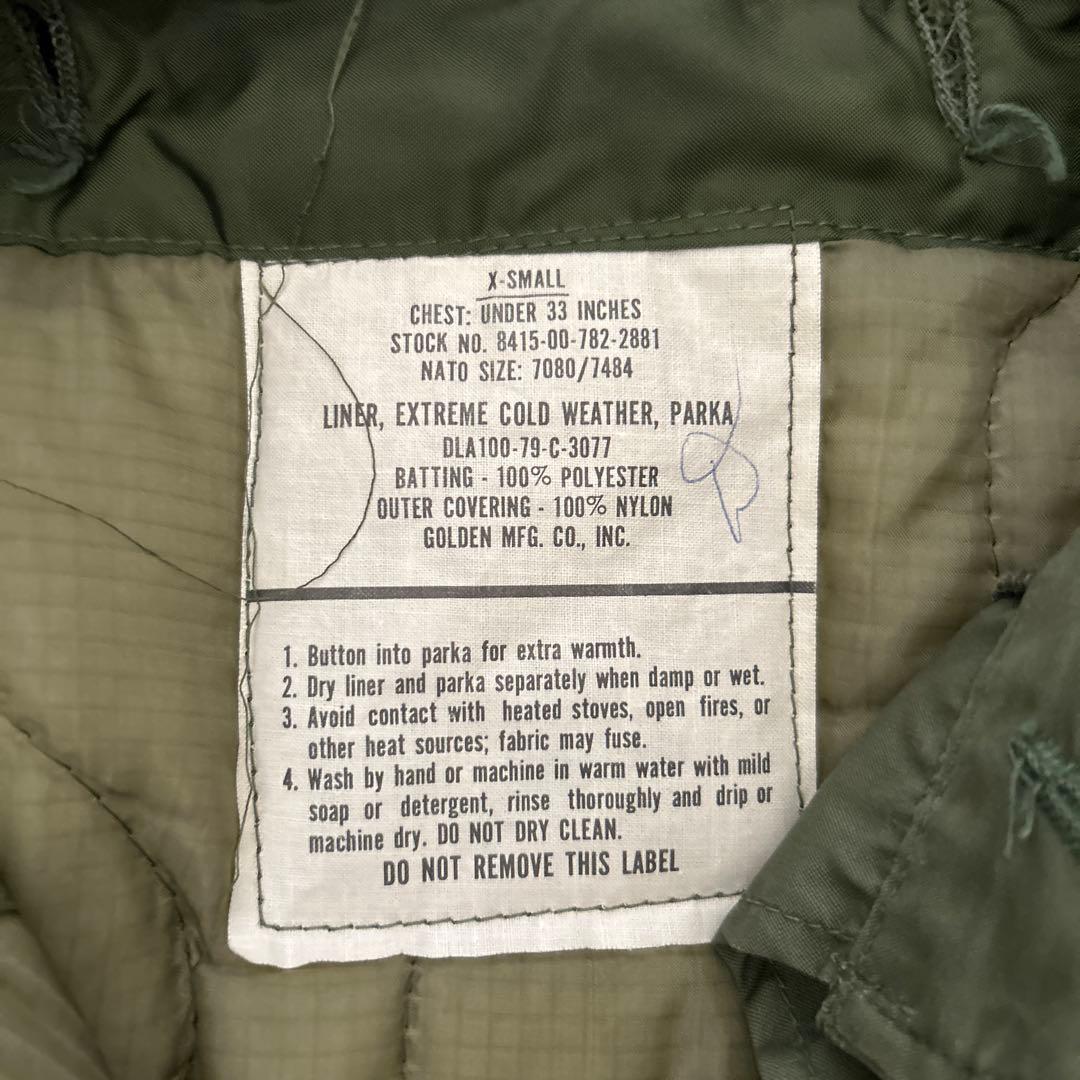 X-SMALL
CHEST: UNDER 33 INCHES
STOCK NO. 8415-00-782-2881
NATO SIZE: 7080/7484
LINER, EXTREME COLD WEATHER, PARKA
DLA100-79-C-3077
BATTING - 100% POLYESTER
OUTER COVERING - 100% NYLON
GOLDEN MFG. CO., INC.
1. Button into parka for extra warmth.
2. Dry liner and parka separately when damp or wet.
3. Avoid contact with heated stoves, open fires, or
other heat sources; fabric may fuse.
4. Wash by hand or machine in warm water with mild
soap or detergent, rinse thoroughly and drip or
machine dry. DO NOT DRY CLEAN.
DO NOT REMOVE THIS LABEL